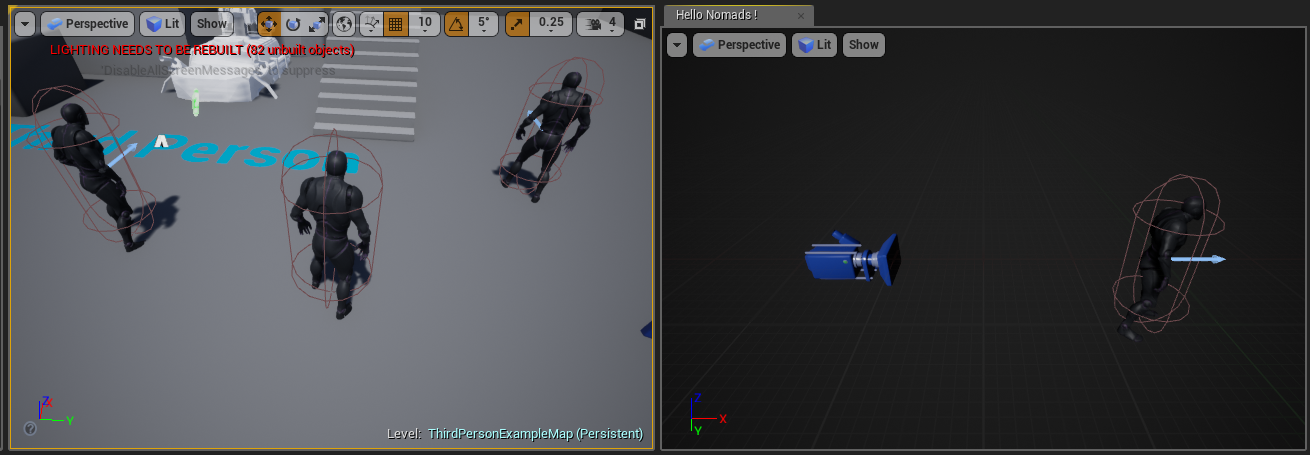 Perspective Lit Show 10 5° 0.25 4
LIGHTING NEEDS TO BE REBUILT (82 unbuilt objects)
'DisableAllScreenMessages' to suppress
Person
Z
Y
Level: ThirdPersonExampleMap (Persistent)
Hello Nomads !
Perspective Lit Show
Z
X
Y